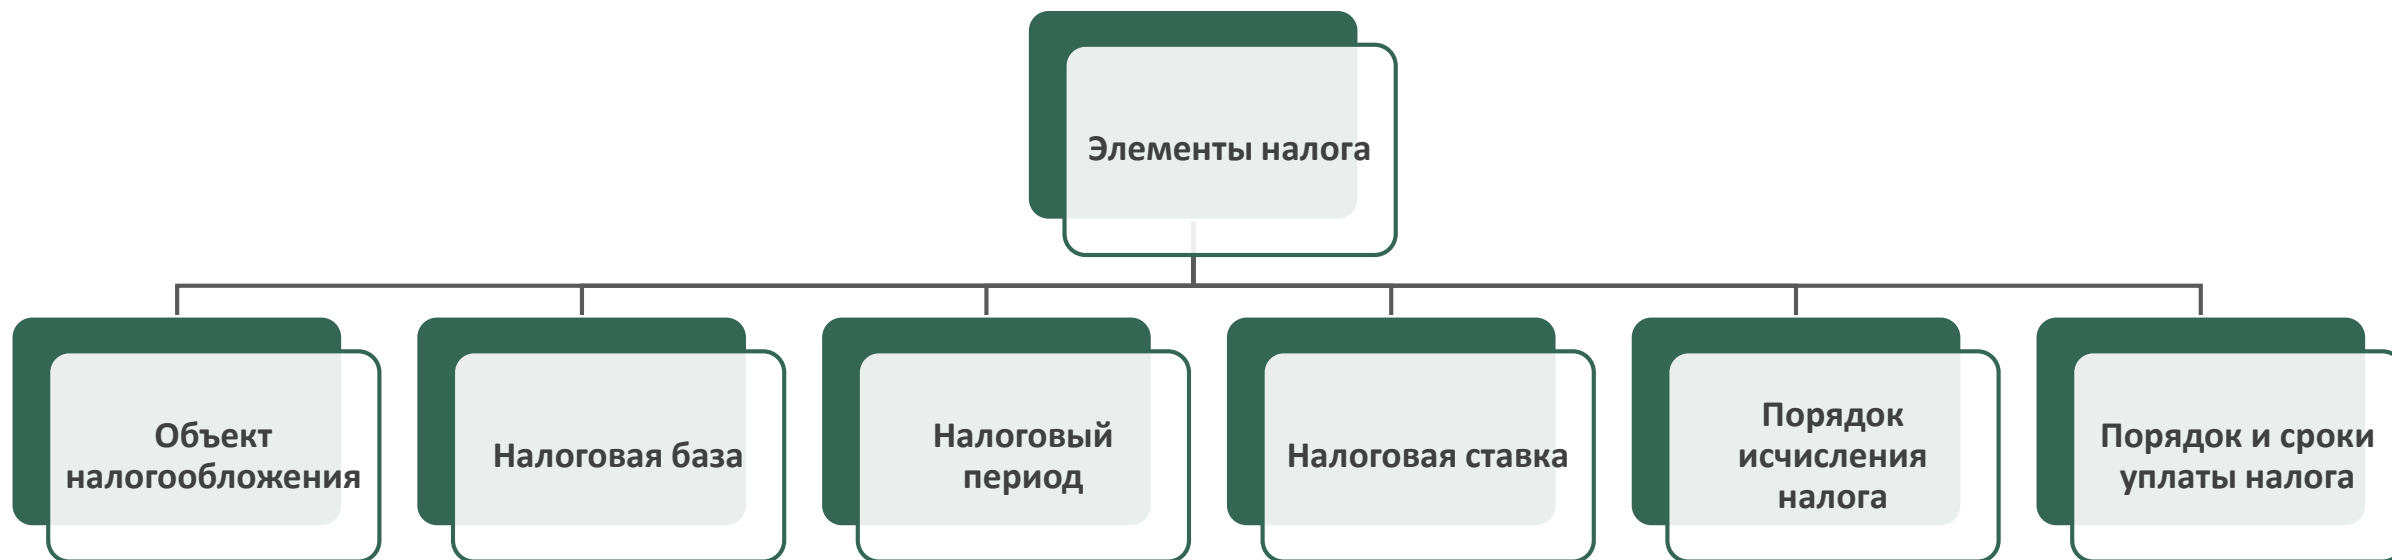 Элементы налога
Объект
налогообложения
Налоговая база
Налоговый
период
Налоговая ставка
Порядок
исчисления
налога
Порядок и сроки
уплаты налога